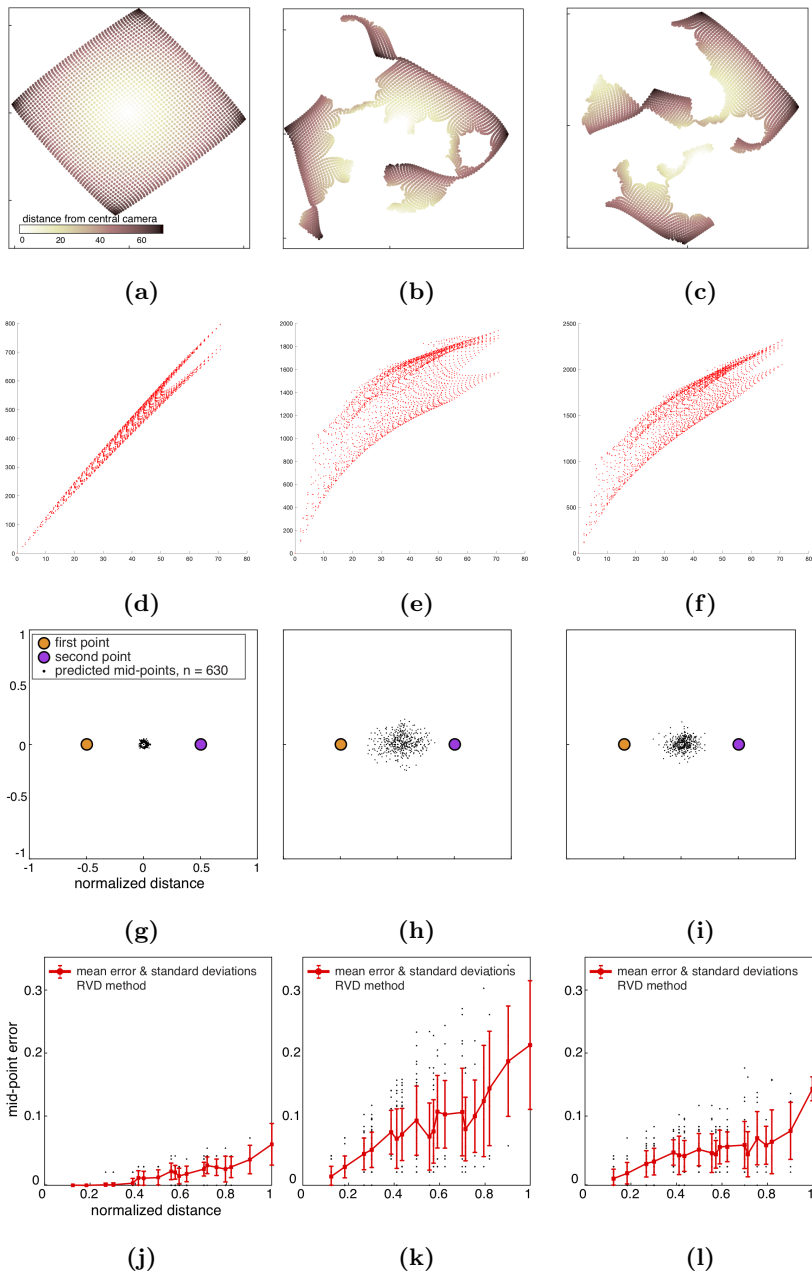 distance from central camera
0 20 40 60
(a) (b) (c)
800
700
600
500
400
300
200
100
0
0 10 20 30 40 50 60 70 80
2000
1800
1600
1400
1200
1000
800
600
400
200
0
0 10 20 30 40 50 60 70 80
2500
2000
1500
1000
500
0
0 10 20 30 40 50 60 70 80
(d) (e) (f)
1
0.5
0
-0.5
-1
first point
second point
predicted mid-points, n = 630
-1 -0.5 0 0.5 1
normalized distance
(g) (h) (i)
mid-point error
0.3
0.2
0.1
0
mean error & standard deviations
RVD method
0 0.2 0.4 0.6 0.8 1
normalized distance
0.3
0.2
0.1
0
mean error & standard deviations
RVD method
0 0.2 0.4 0.6 0.8 1
0.3
0.2
0.1
0
mean error & standard deviations
RVD method
0 0.2 0.4 0.6 0.8 1
(j) (k) (l)